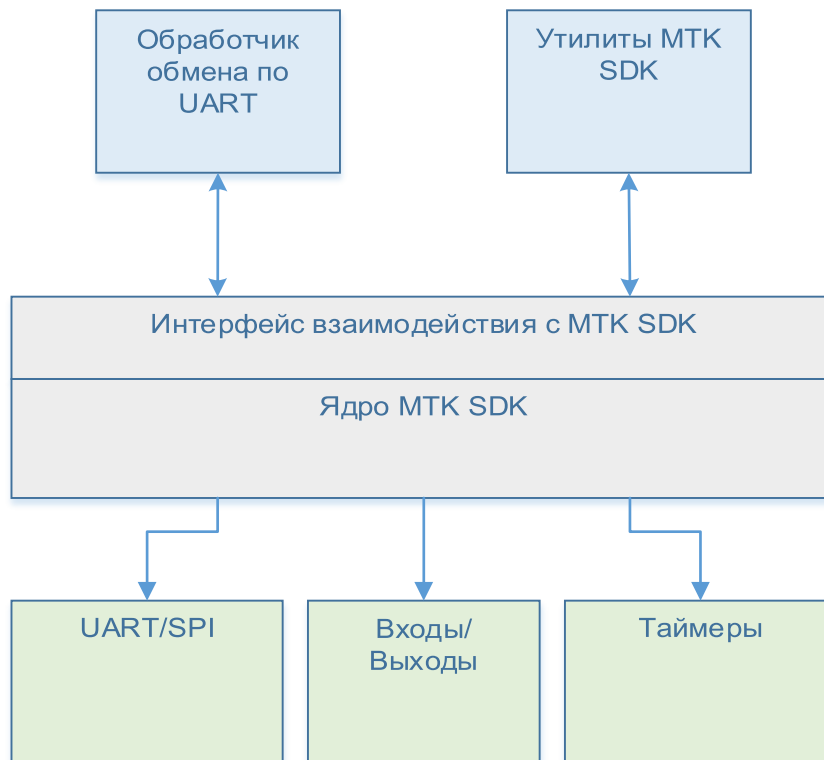 Обработчик
обмена по
UART
Утилиты МТК
SDK
Интерфейс взаимодействия с МТК SDK
Ядро МТК SDK
UART/SPI
Входы/
Выходы
Таймеры